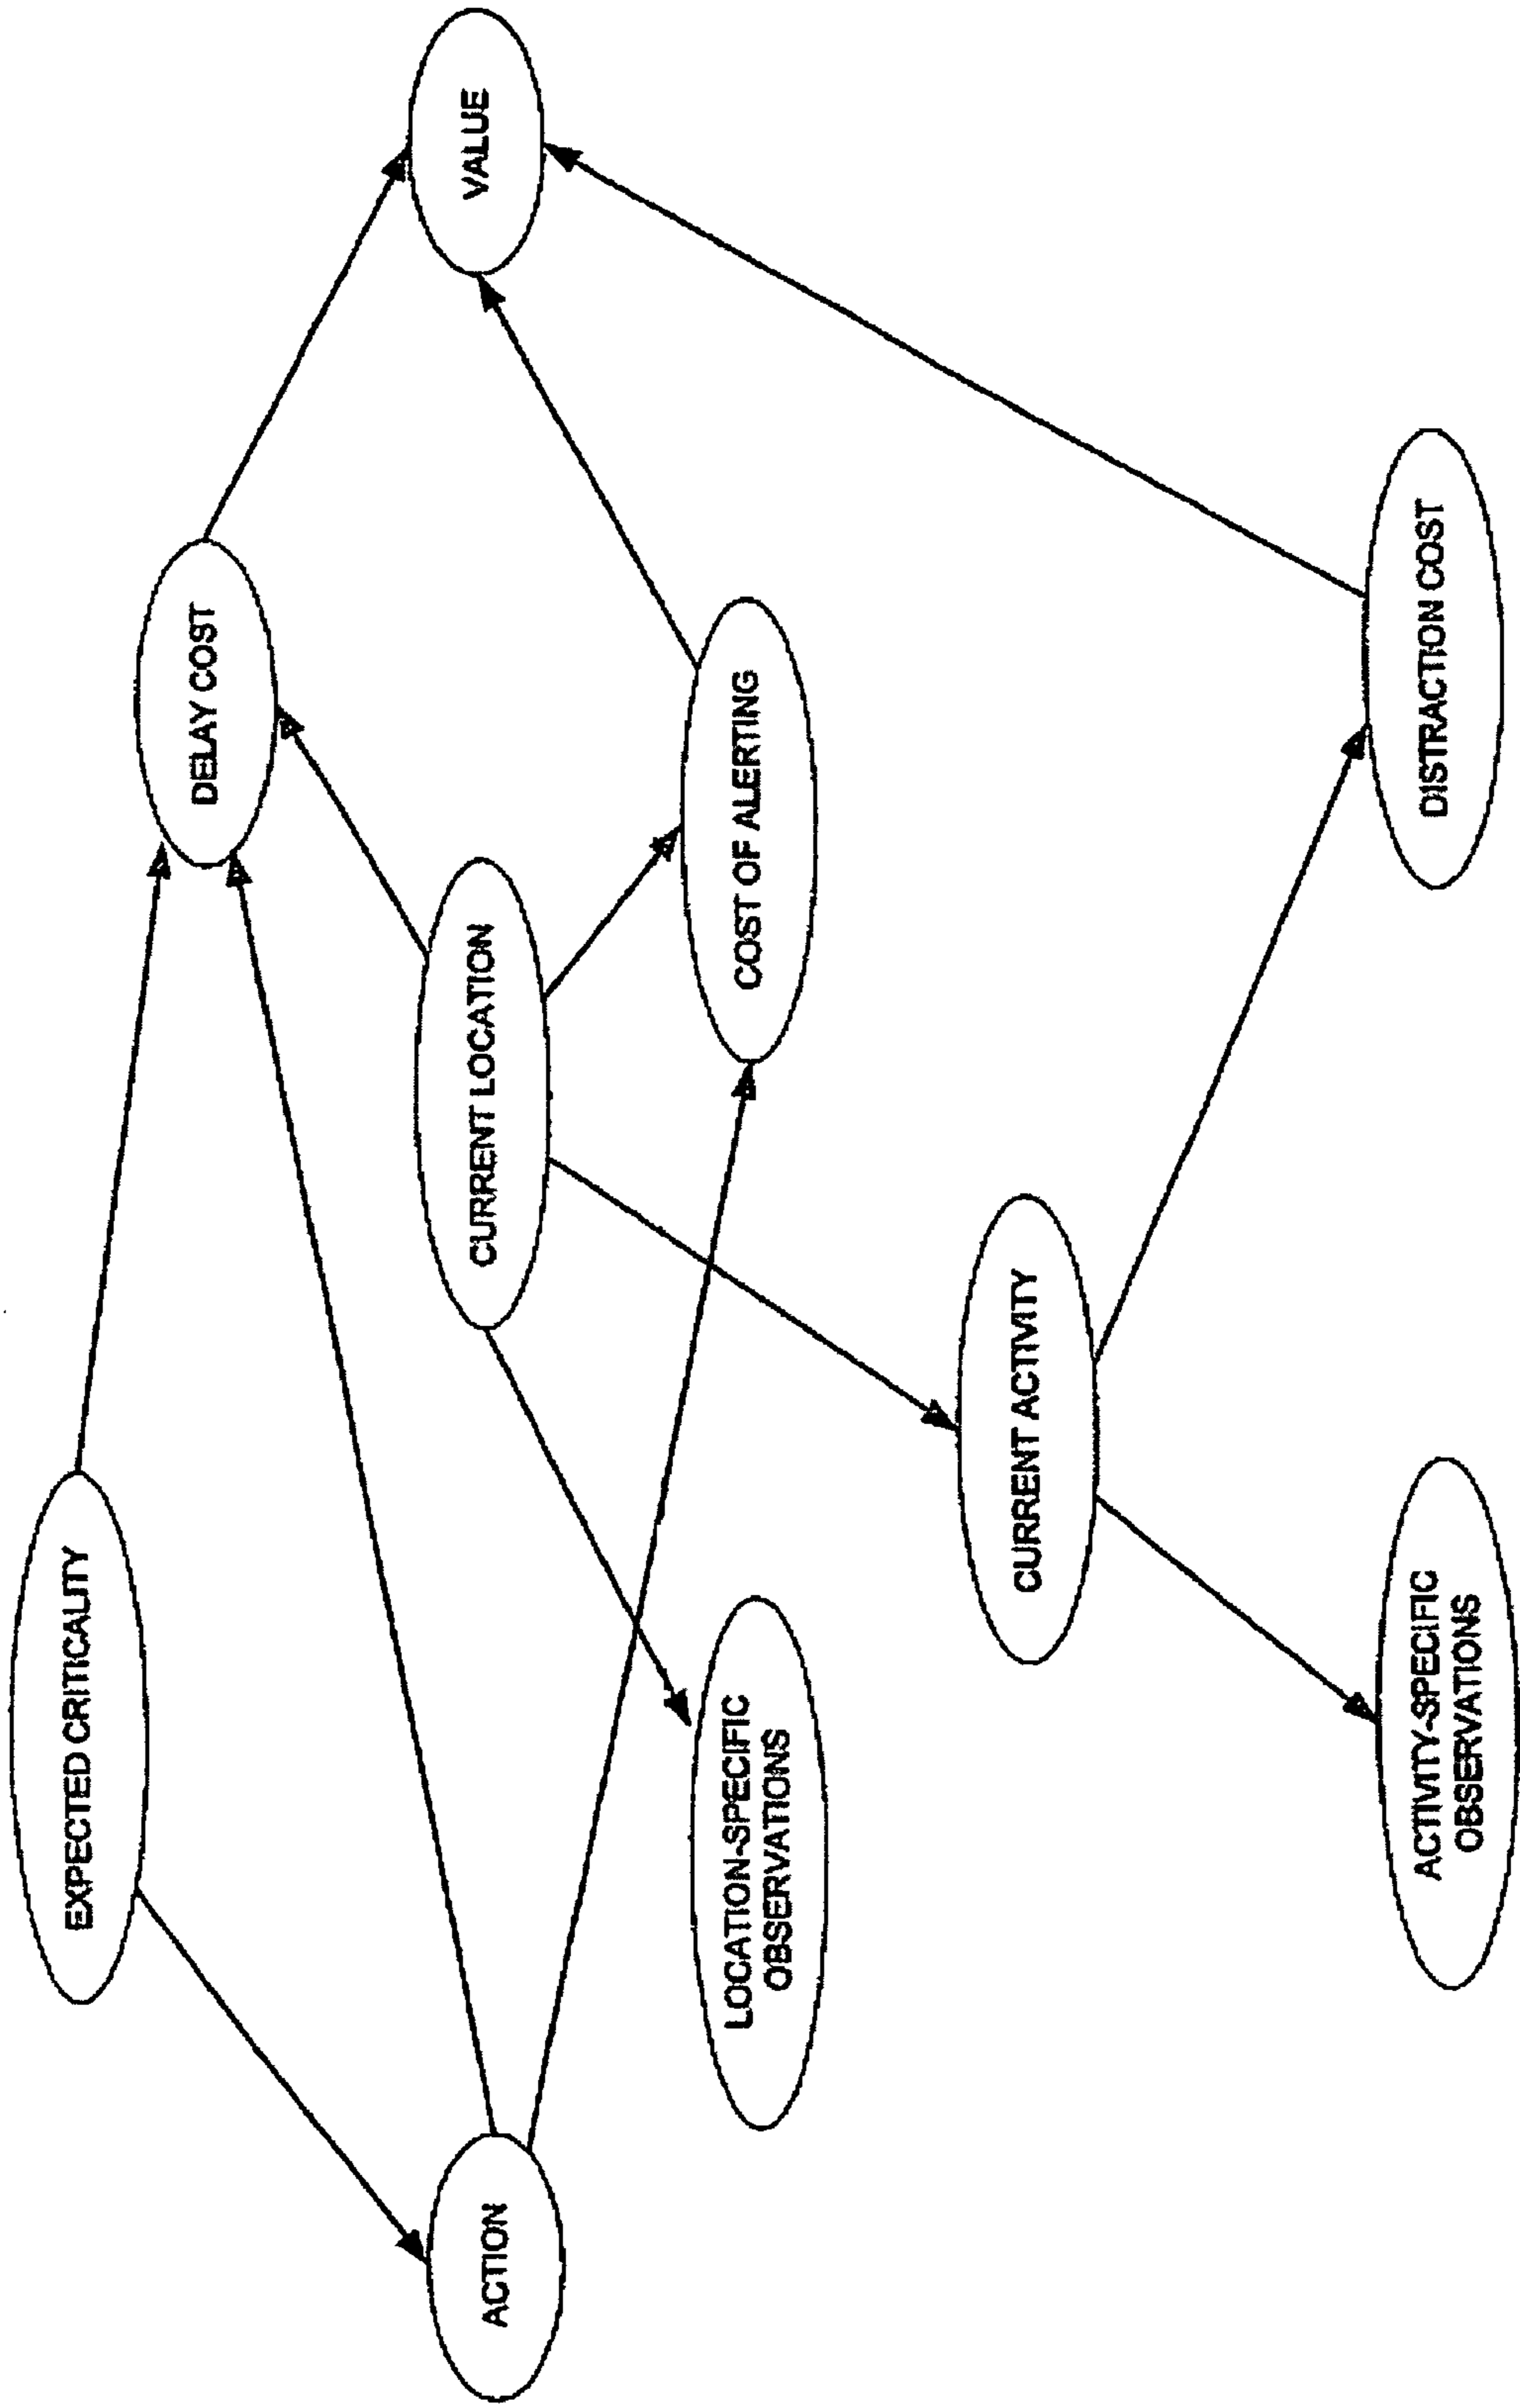 EXPECTED CRITICALITY
DELAY COST
ACTION
CURRENT LOCATION
VALUE
LOCATION-SPECIFIC
OBSERVATIONS
COST OF ALERTING
CURRENT ACTIVITY
ACTIVITY-SPECIFIC
OBSERVATIONS
DISTRACTION COST